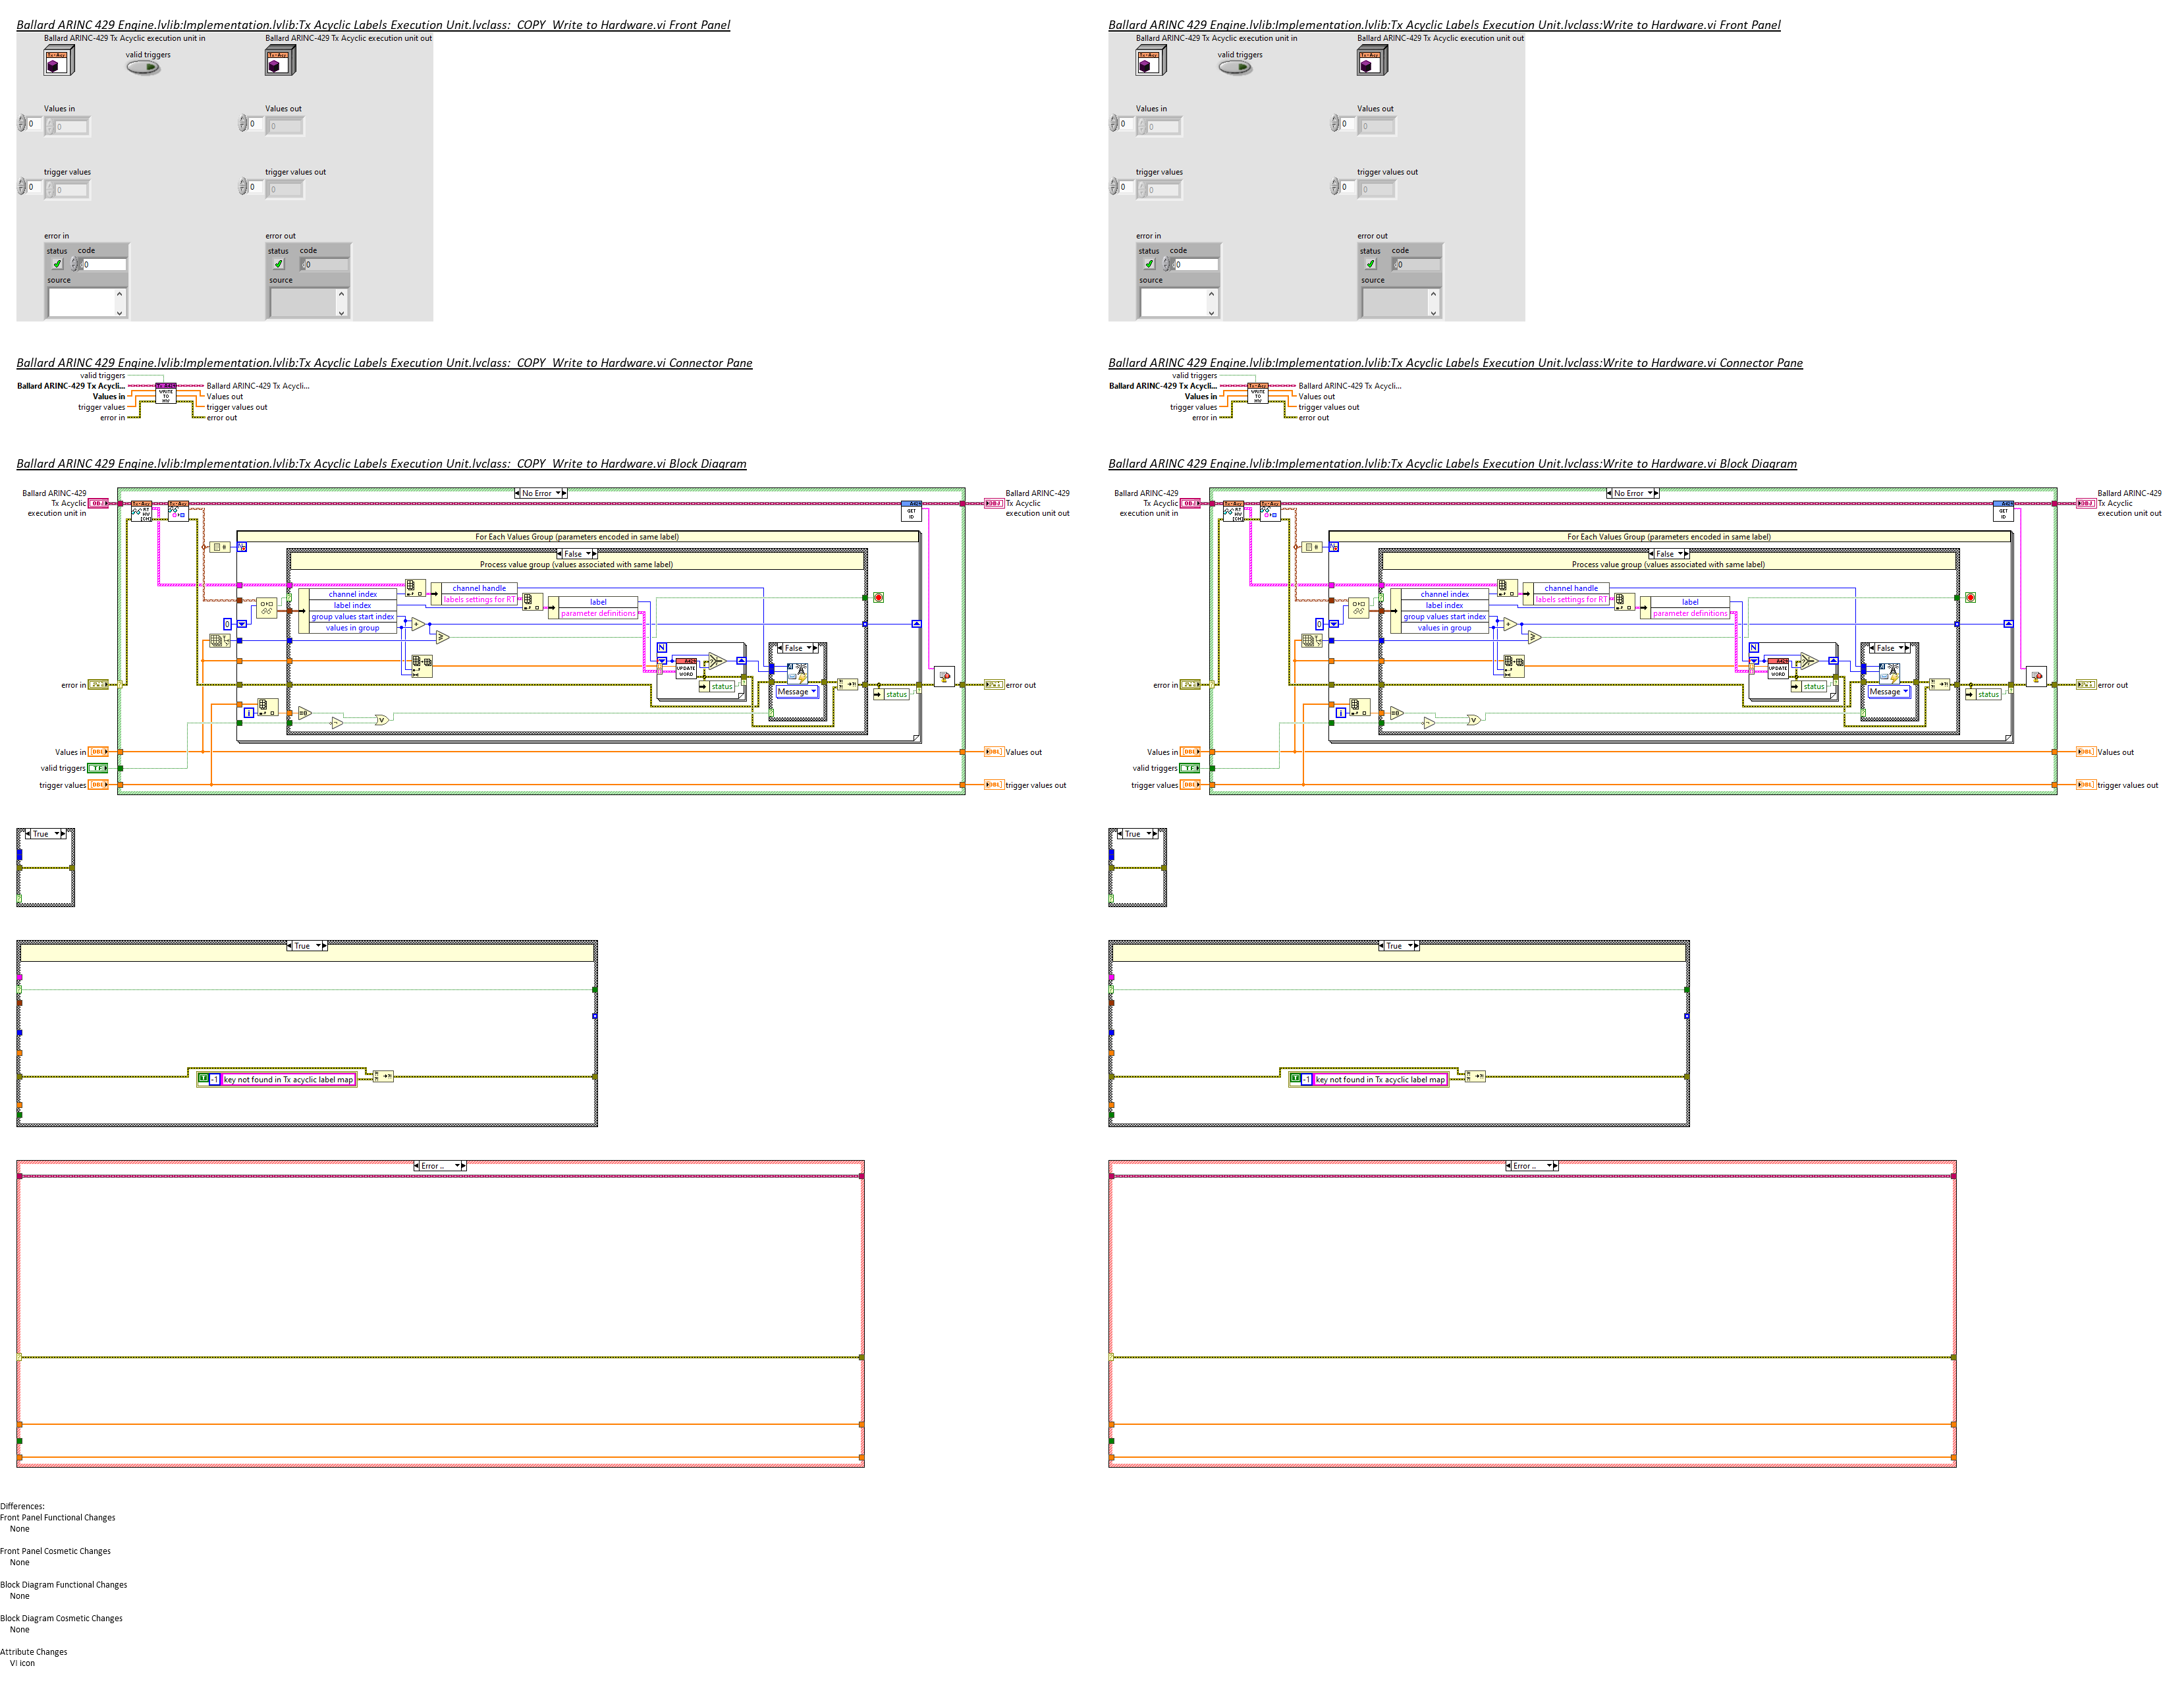 Ballard ARINC 429 Engine.lvlib:Implementation.lvlib:Tx Acyclic Labels Execution Unit.lvclass:  COPY  Write to Hardware.vi Front Panel
Ballard ARINC-429 Tx Acyclic execution unit in
Ballard ARINC-429 Tx Acyclic execution unit out
valid triggers
Values in
Values out
0
0
0
0
trigger values
trigger values out
0
0
0
0
error in
error out
status code
status code
0
0
source
source
Ballard ARINC 429 Engine.lvlib:Implementation.lvlib:Tx Acyclic Labels Execution Unit.lvclass:Write to Hardware.vi Front Panel
Ballard ARINC-429 Tx Acyclic execution unit in
Ballard ARINC-429 Tx Acyclic execution unit out
valid triggers
Values in
Values out
0
0
0
0
trigger values
trigger values out
0
0
0
0
error in
error out
status code
status code
0
0
source
source
Ballard ARINC 429 Engine.lvlib:Implementation.lvlib:Tx Acyclic Labels Execution Unit.lvclass:  COPY  Write to Hardware.vi Connector Pane
valid triggers
Ballard ARINC-429 Tx Acycli...
Ballard ARINC-429 Tx Acycli...
Values in
Values out
trigger values
trigger values out
error in
error out
WRITE
TO
HW
Ballard ARINC 429 Engine.lvlib:Implementation.lvlib:Tx Acyclic Labels Execution Unit.lvclass:Write to Hardware.vi Connector Pane
valid triggers
Ballard ARINC-429 Tx Acycli...
Ballard ARINC-429 Tx Acycli...
Values in
Values out
trigger values
trigger values out
error in
error out
WRITE
TO
HW
Ballard ARINC 429 Engine.lvlib:Implementation.lvlib:Tx Acyclic Labels Execution Unit.lvclass:  COPY  Write to Hardware.vi Block Diagram
No Error
Ballard ARINC-429
Tx Acyclic
execution unit in
Ballard ARINC-429
Tx Acyclic
execution unit out
GET
ID
For Each Values Group (parameters encoded in same label)
False
Process value group (values associated with same label)
channel index
label index
group values start index
values in group
channel handle
labels settings for RT
label
parameter definitions
0
N
UPDATE
WORD
status
False
Message
status
i
error in
error out
Values in
Values out
valid triggers
TF
trigger values
trigger values out
Ballard ARINC 429 Engine.lvlib:Implementation.lvlib:Tx Acyclic Labels Execution Unit.lvclass:Write to Hardware.vi Block Diagram
No Error
Ballard ARINC-429
Tx Acyclic
execution unit in
Ballard ARINC-429
Tx Acyclic
execution unit out
GET
ID
For Each Values Group (parameters encoded in same label)
False
Process value group (values associated with same label)
channel index
label index
group values start index
values in group
channel handle
labels settings for RT
label
parameter definitions
0
N
UPDATE
WORD
status
False
Message
status
i
error in
error out
Values in
Values out
valid triggers
TF
trigger values
trigger values out
True
True
True
-1 key not found in Tx acyclic label map
True
-1 key not found in Tx acyclic label map
Error ..
Error ..
Differences:
Front Panel Functional Changes
None
Front Panel Cosmetic Changes
None
Block Diagram Functional Changes
None
Block Diagram Cosmetic Changes
None
Attribute Changes
VI icon